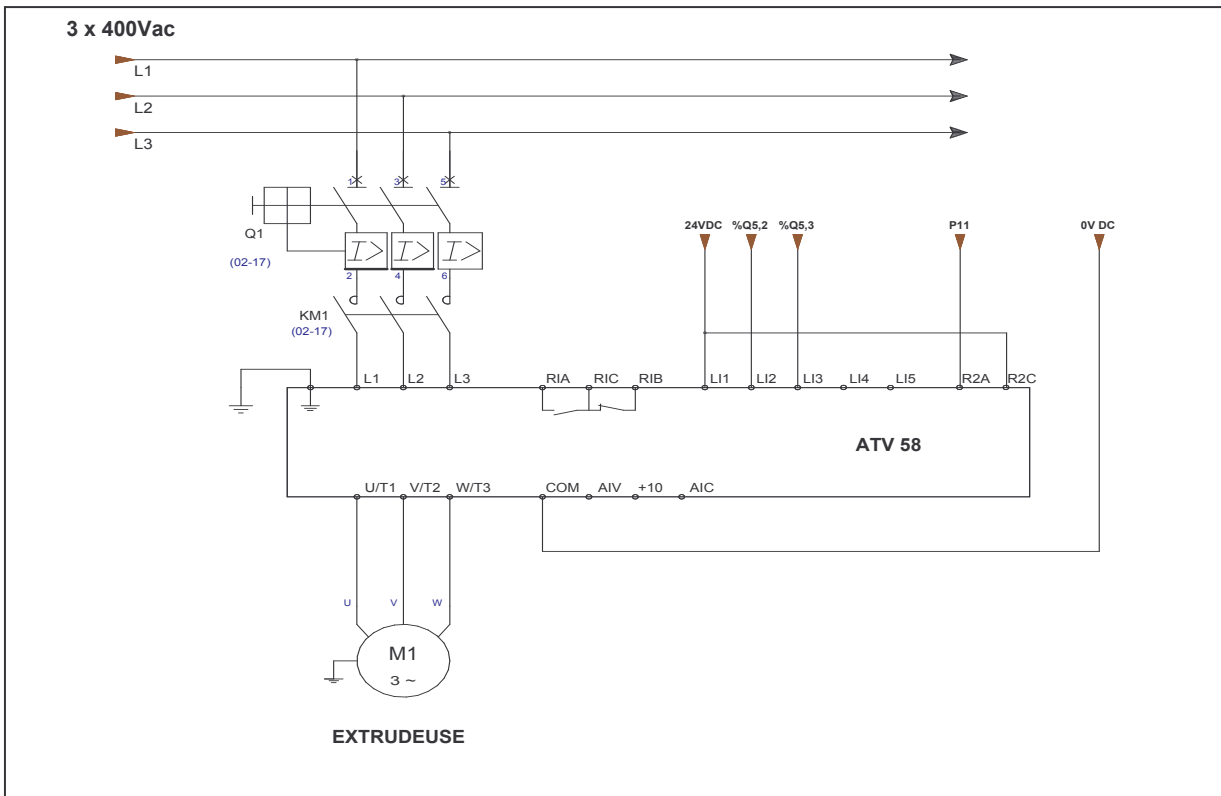 3 x 400Vac
L1
L2
L3
1 3 5
Q1
(02-17)
I> I> I>
2 4 6
KM1
(02-17)
24VDC %Q5,2 %Q5,3 P11 0V DC
L1 L2 L3 RIA RIC RIB LI1 LI2 LI3 LI4 LI5 R2A R2C
ATV 58
U/T1 V/T2 W/T3 COM AIV +10 AIC
U V W
M1
3 ~
EXTRUDEUSE